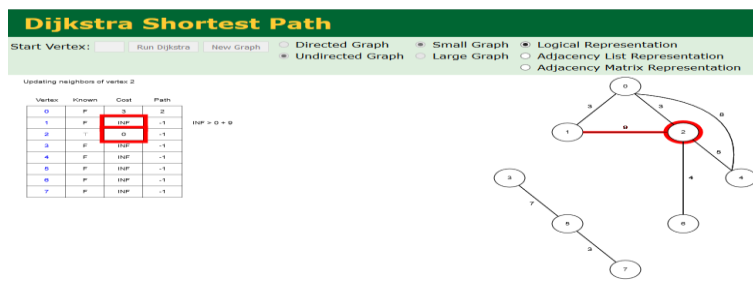 Dijkstra Shortest Path
Start Vertex: Run Dijkstra New Graph Directed Graph Small Graph Logical Representation
Undirected Graph Large Graph Adjacency List Representation
Adjacency Matrix Representation
Updating neighbors of vertex 2
Vertex Known Cost Path
0 F 3 2
1 F INF -1 INF > 0 + 9
2 T 0 -1
3 F INF -1
4 F INF -1
5 F INF -1
6 F INF -1
7 F INF -1
0
3 3 8
1 9 2
5
4
3 4
7
5 6
3
7